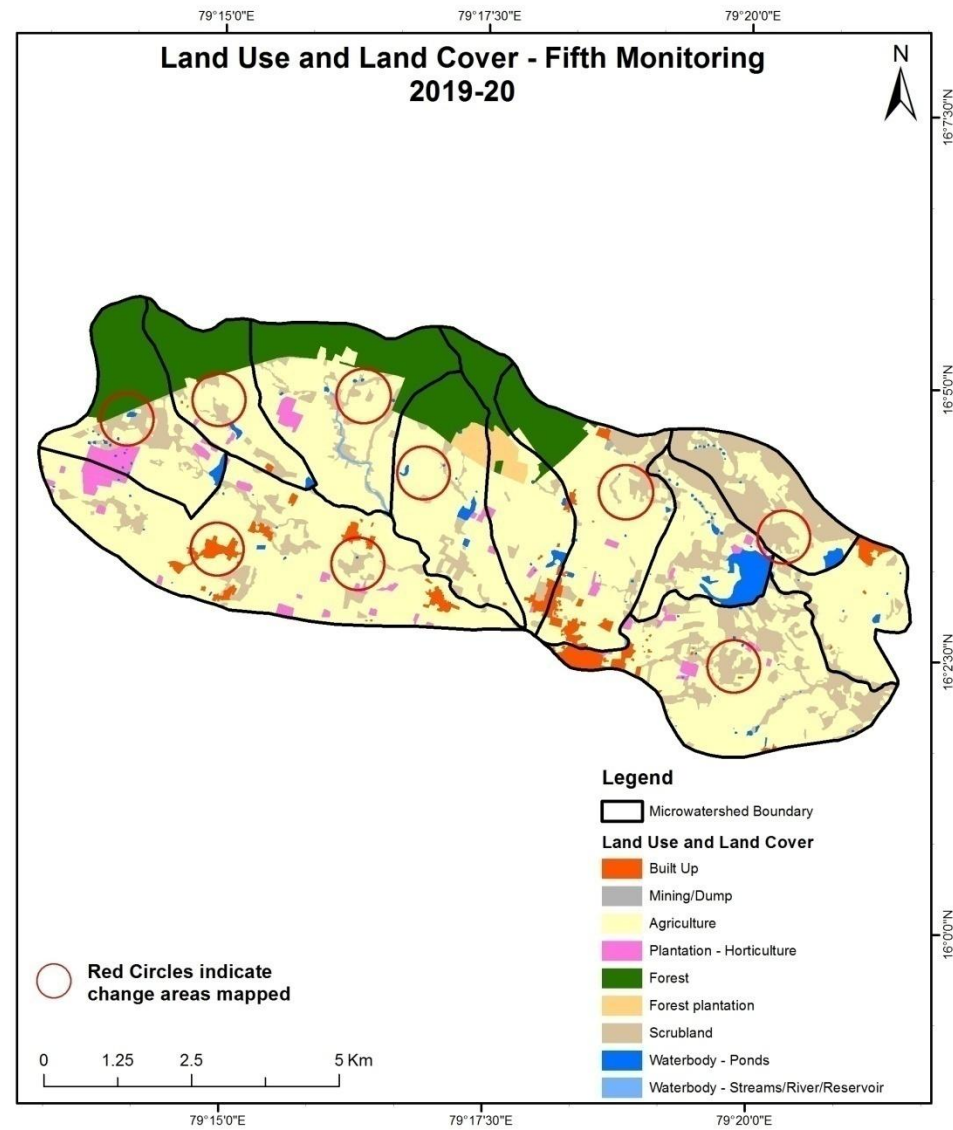 79°15'0"E
79°17'30"E
79°20'0"E
Land Use and Land Cover - Fifth Monitoring
2019-20
N
16°7'30"N
16°5'0"N
16°2'30"N
16°0'0"N
Legend
Microwatershed Boundary
Land Use and Land Cover
Built Up
Mining/Dump
Agriculture
Plantation - Horticulture
Forest
Forest plantation
Scrubland
Waterbody - Ponds
Waterbody - Streams/River/Reservoir
Red Circles indicate
change areas mapped
0 1.25 2.5 5 Km
79°15'0"E
79°17'30"E
79°20'0"E